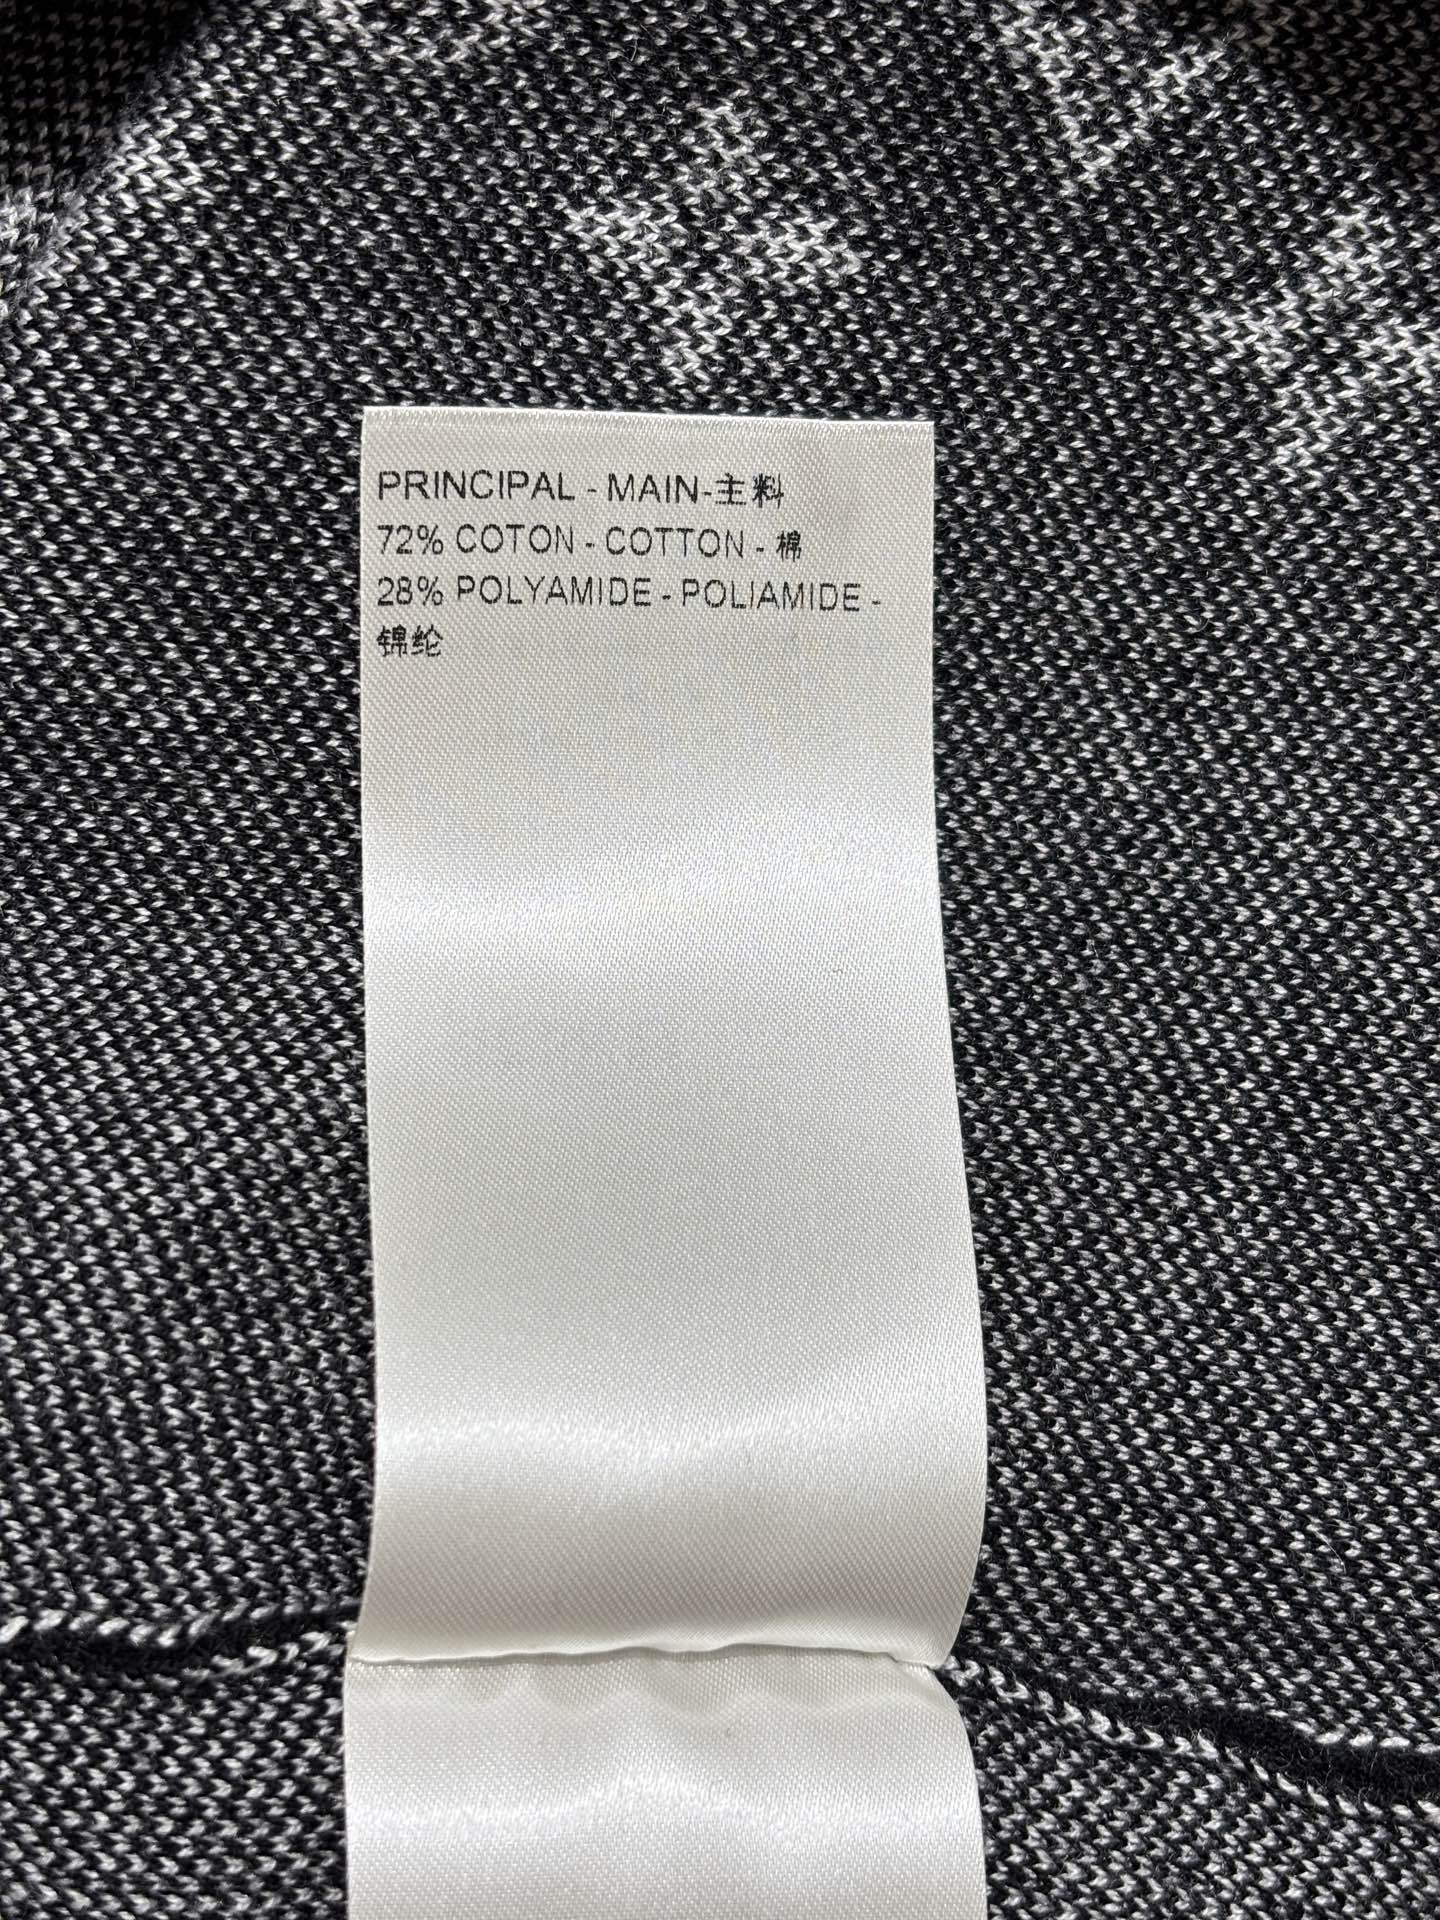 PRINCIPAL - MAIN-主料
72% COTON - COTTON - 棉
28% POLYAMIDE - POLIAMIDE -
锦纶